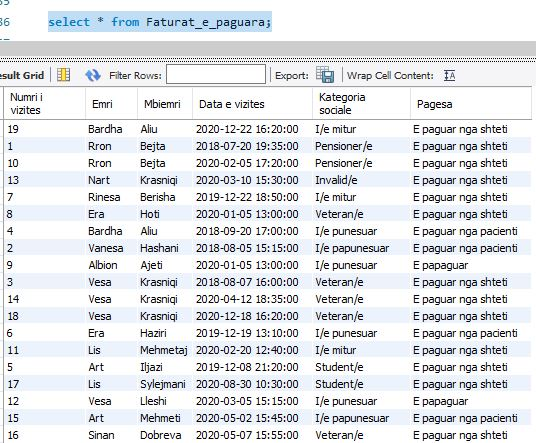 36 select * from Faturat_e_paguara;
esult Grid Filter Rows: Export: Wrap Cell Content: IA
Numri i vizites Emri Mbiemri Data e vizites Kategoria sociale Pagesa
19 Bardha Aliu 2020-12-22 16:20:00 I/e mitur E paguar nga shteti
1 Rron Bejta 2018-07-20 19:35:00 Pensioner/e E paguar nga shteti
10 Rron Bejta 2020-02-05 17:20:00 Pensioner/e E paguar nga shteti
13 Nart Krasniqi 2020-03-10 15:30:00 Invalid/e E paguar nga shteti
7 Rinesa Berisha 2019-12-22 18:50:00 I/e mitur E paguar nga shteti
8 Era Hoti 2020-01-05 13:00:00 Veteran/e E paguar nga shteti
4 Bardha Aliu 2018-09-20 17:00:00 I/e punesuar E paguar nga pacienti
2 Vanesa Hashani 2018-08-05 15:15:00 I/e papunesuar E paguar nga pacienti
9 Albion Ajeti 2020-01-05 13:00:00 I/e punesuar E papaguar
3 Vesa Krasniqi 2018-08-07 16:00:00 Veteran/e E paguar nga shteti
14 Vesa Krasniqi 2020-04-12 18:35:00 Veteran/e E paguar nga shteti
18 Vesa Krasniqi 2020-12-18 16:20:00 Veteran/e E paguar nga shteti
6 Era Haziri 2019-12-19 13:10:00 I/e punesuar E paguar nga pacienti
11 Lis Mehmetaj 2020-02-20 12:40:00 I/e mitur E paguar nga shteti
5 Art Iljazi 2019-12-08 21:20:00 Student/e E paguar nga shteti
17 Lis Sylejmani 2020-08-30 10:30:00 Student/e E paguar nga shteti
12 Vesa Lleshi 2020-03-05 15:15:00 I/e punesuar E papaguar
15 Art Mehmeti 2020-05-02 15:45:00 I/e papunesuar E paguar nga pacienti
16 Sinan Dobreva 2020-05-07 15:55:00 Veteran/e E paguar nga shteti